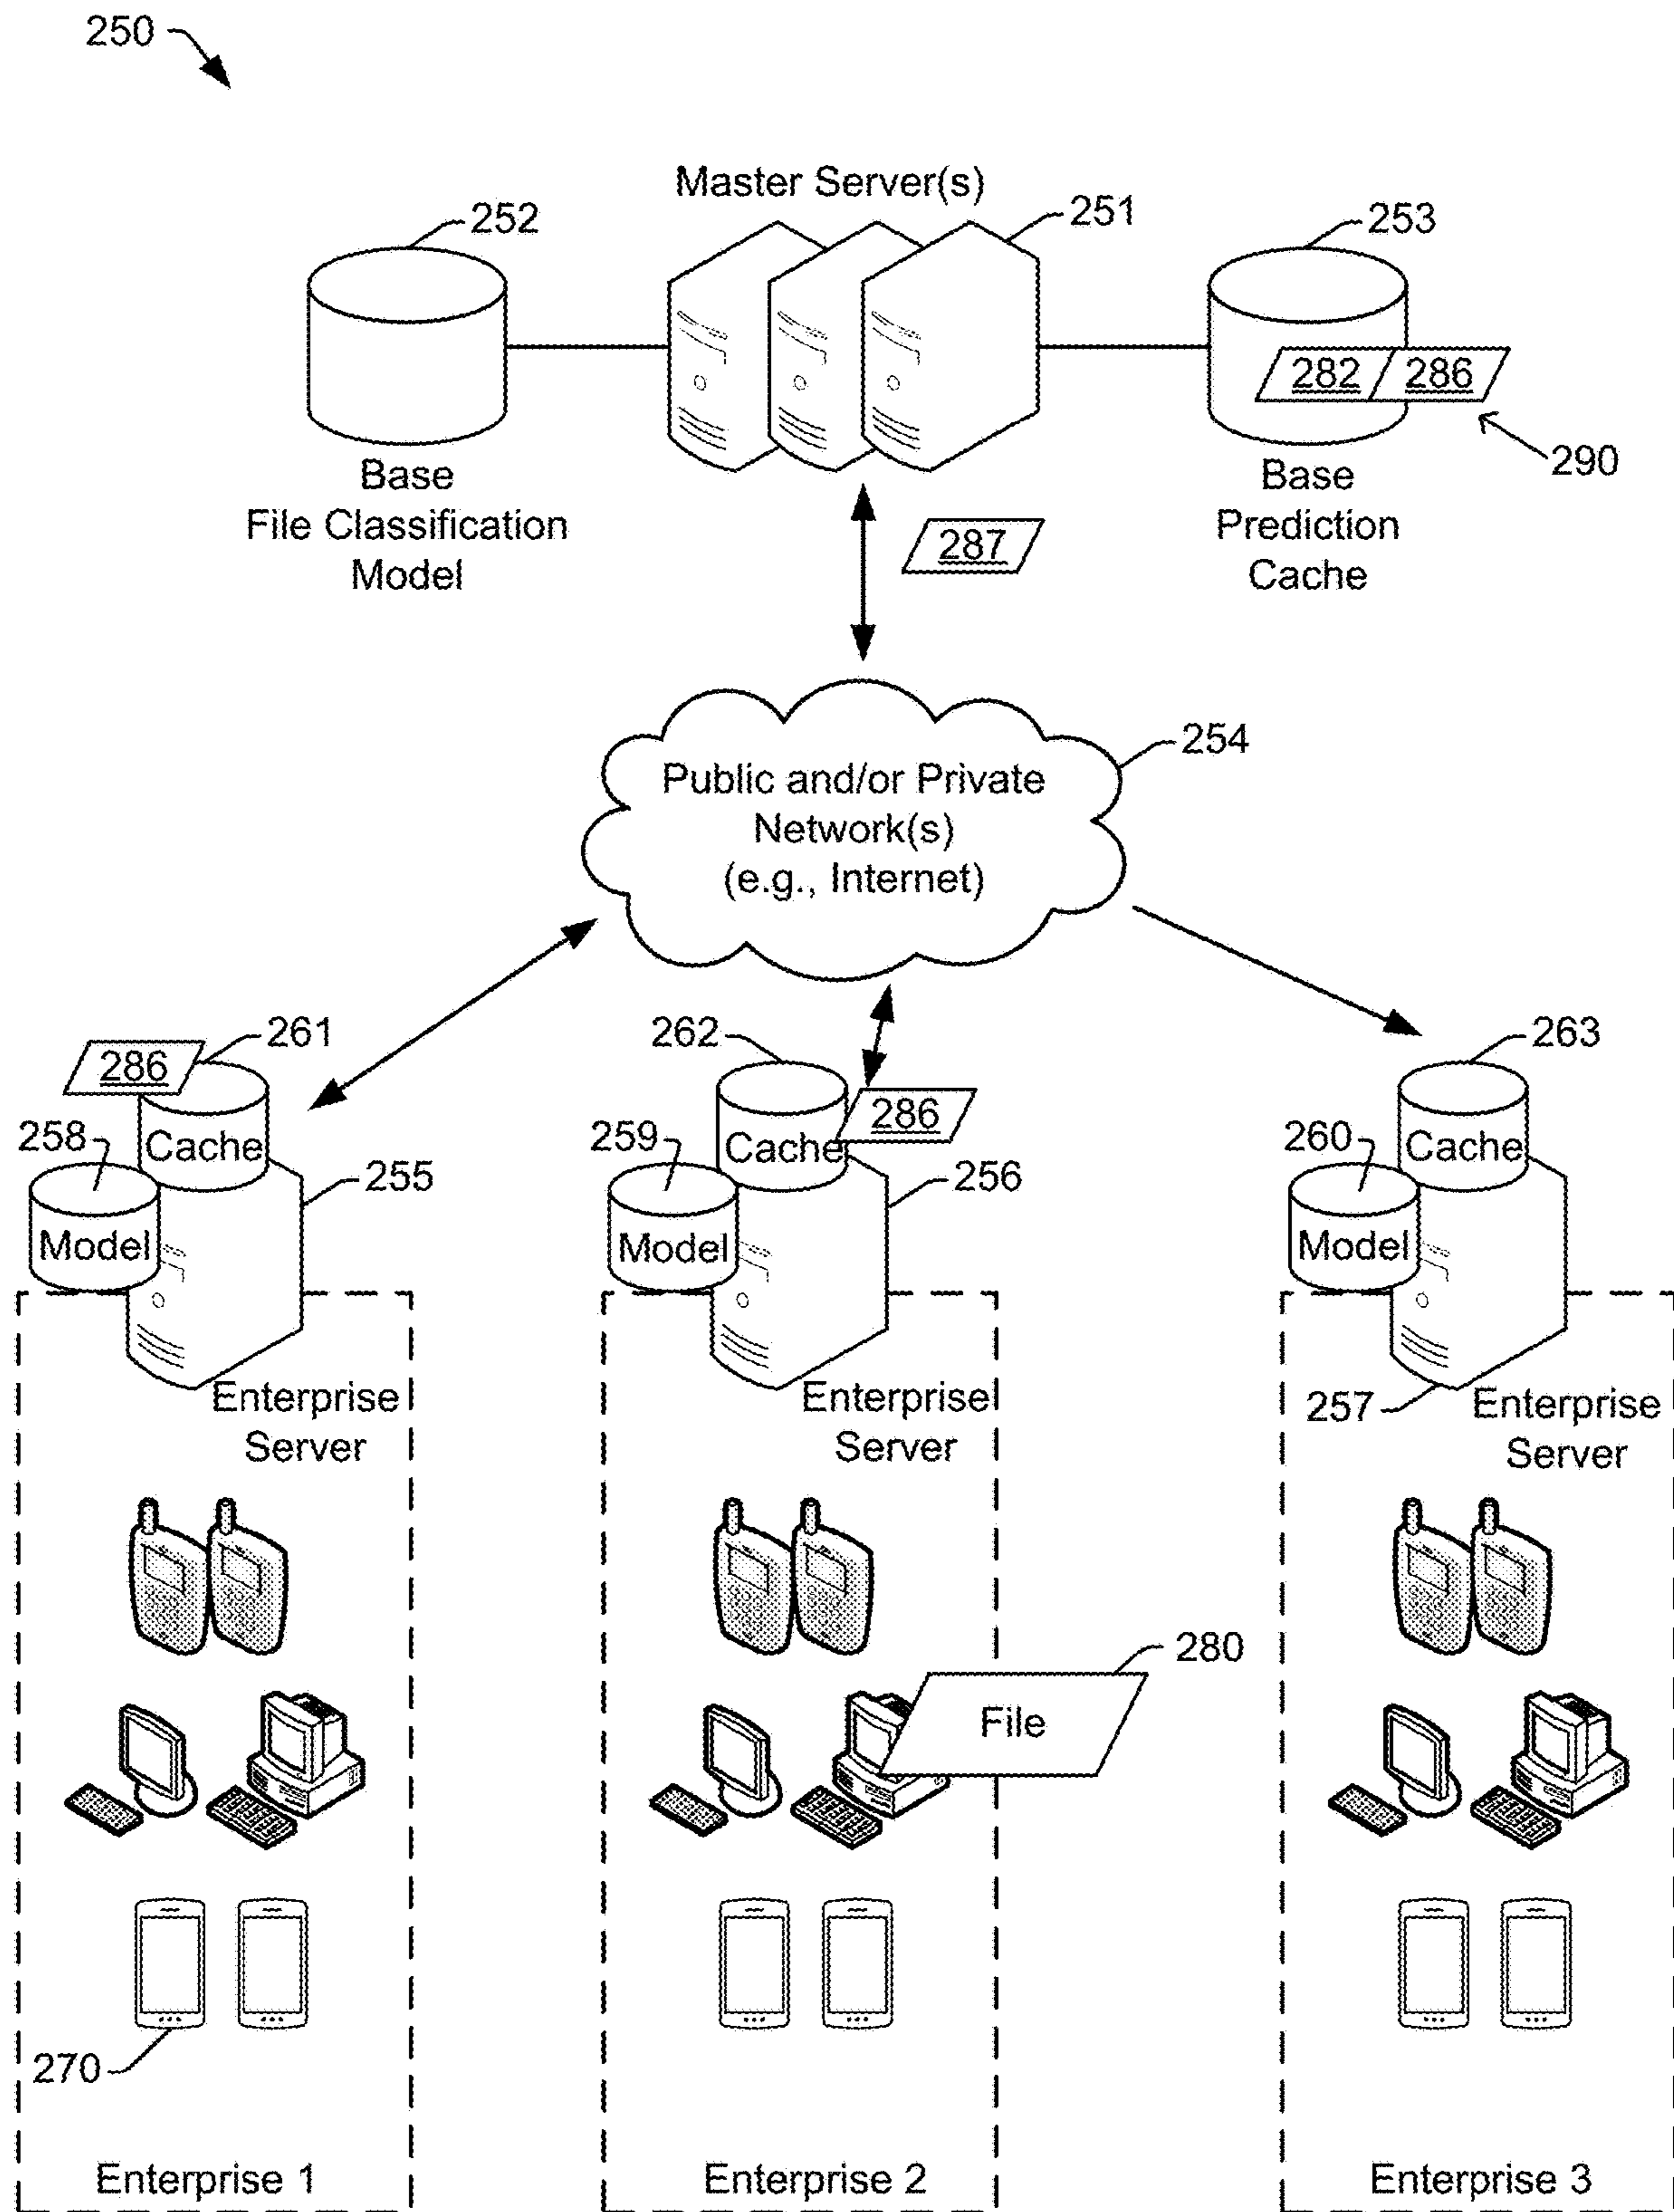 250
Master Server(s)
252
251
253
282
286
290
Base
File Classification
Model
Base
Prediction
Cache
287
254
Public and/or Private
Network(s)
(e.g., Internet)
261
286
Cache
258
Model
255
262
286
Cache
259
Model
256
263
Cache
260
Model
257
Enterprise
Server
Enterprise
Server
Enterprise
Server
280
File
270
Enterprise 1
Enterprise 2
Enterprise 3